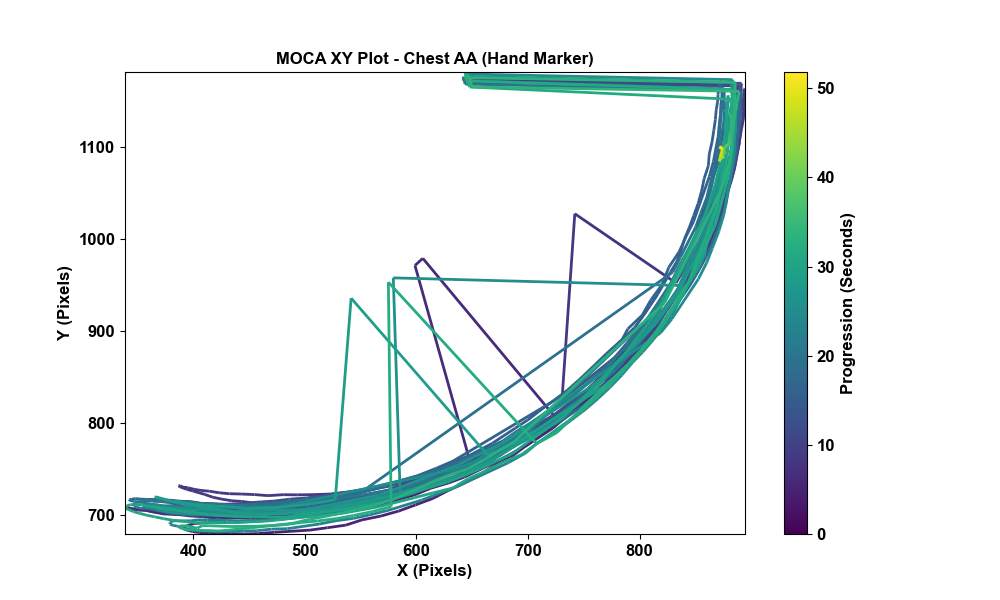 MOCA XY Plot - Chest AA (Hand Marker)
1100
1000
900
800
700
Y (Pixels)
400 500 600 700 800
X (Pixels)
50
40
30
20
10
0
Progression (Seconds)